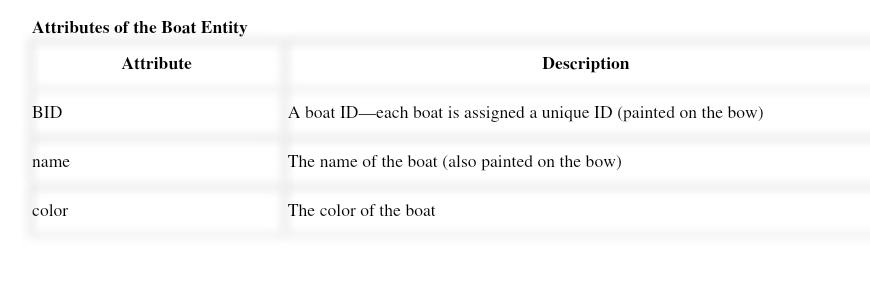 Attributes of the Boat Entity
Attribute Description
BID A boat ID—each boat is assigned a unique ID (painted on the bow)
name The name of the boat (also painted on the bow)
color The color of the boat